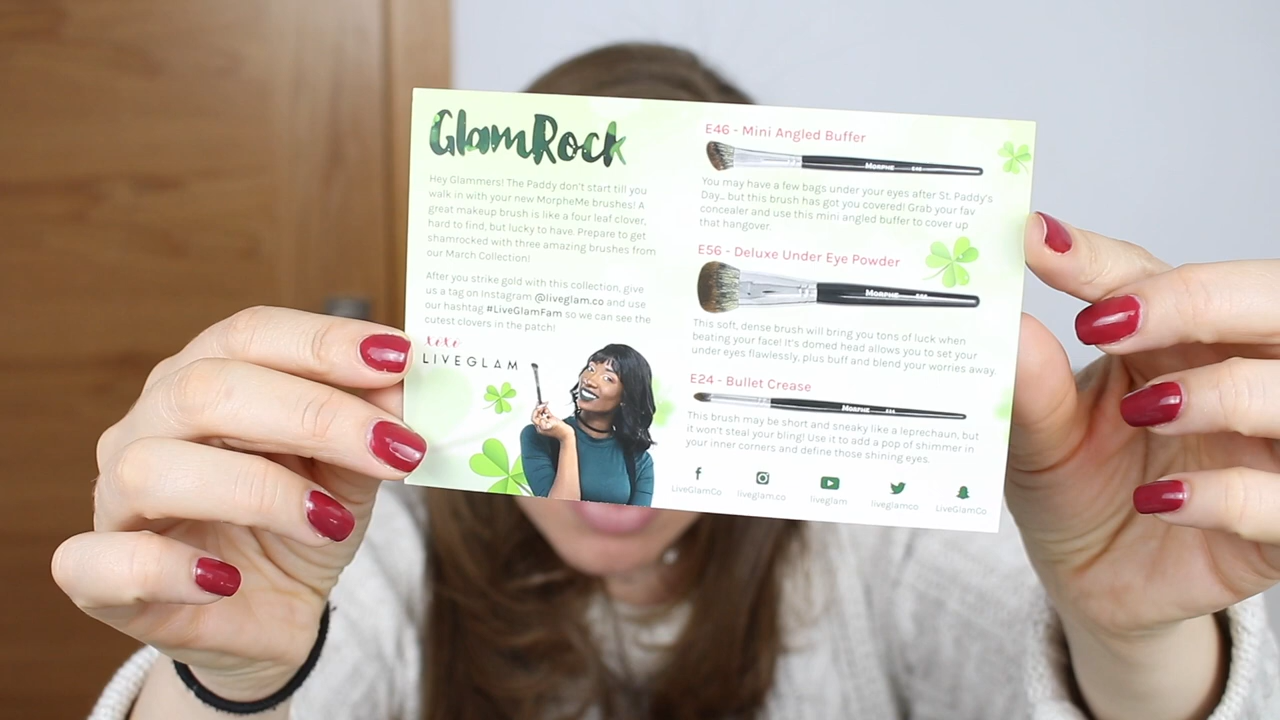 GlamRock
Hey Glammers! The Paddy don't start till you
walk in with your new MorpheMe brushes! A
great makeup brush is like a four leaf clover,
hard to find, but lucky to have. Prepare to get
shamrocked with three amazing brushes from
our March Collection!
After you strike gold with this collection, give
us a tag on Instagram @liveglam.co and use
our hashtag #LiveGlamFam so we can see the
cutest clovers in the patch!
xoxo
LIVEGLAM
E46 - Mini Angled Buffer
MORPHE
You may have a few bags under your eyes after St. Paddy's
Day... but this brush has got you covered! Grab your fav
concealer and use this mini angled buffer to cover up
that hangover.
E56 - Deluxe Under Eye Powder
MORPHE
This soft, dense brush will bring you tons of luck when
beating your face! It's domed head allows you to set your
under eyes flawlessly, plus buff and blend your worries away.
E24 - Bullet Crease
MORPHE
This brush may be short and sneaky like a leprechaun, but
it won't steal your bling! Use it to add a pop of shimmer in
your inner corners and define those shining eyes.
LiveGlamCo liveglam.co liveglam liveglamco LiveGlamCo